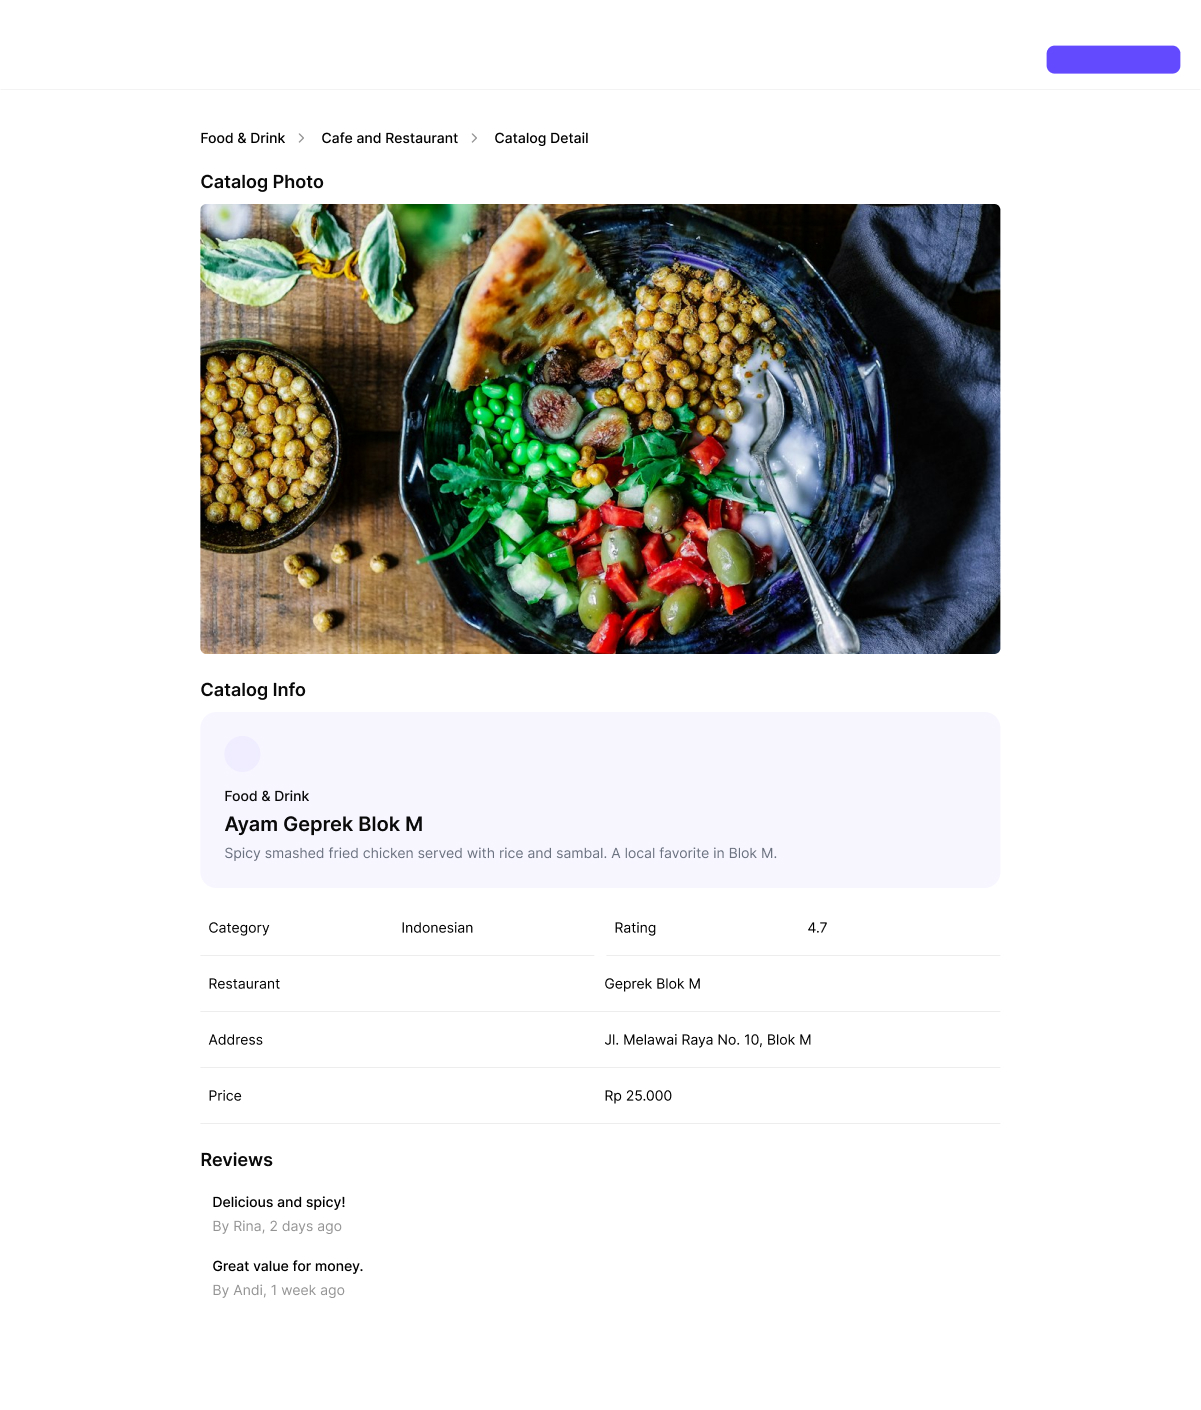 Food & Drink > Cafe and Restaurant > Catalog Detail
Catalog Photo
Catalog Info
Food & Drink
Ayam Geprek Blok M
Spicy smashed fried chicken served with rice and sambal. A local favorite in Blok M.
Category Indonesian Rating 4.7
Restaurant Geprek Blok M
Address Jl. Melawai Raya No. 10, Blok M
Price Rp 25.000
Reviews
Delicious and spicy!
By Rina, 2 days ago
Great value for money.
By Andi, 1 week ago